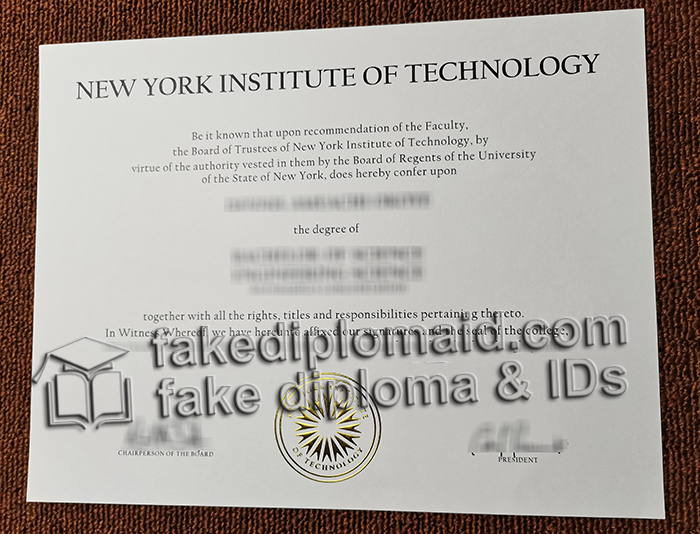 NEW YORK INSTITUTE OF TECHNOLOGY
Be it known that upon recommendation of the Faculty,
the Board of Trustees of New York Institute of Technology, by
virtue of the authority vested in them by the Board of Regents of the University
of the State of New York, does hereby confer upon
the degree of
together with all the rights, titles and responsibilities pertaining thereto.
In Witness Whereof, we have hereunto affixed our signatures and the seal of the college,
fakediplomaid.com
fake diploma & IDs
OF TECHNOLOGY
CHAIRPERSON OF THE BOARD
PRESIDENT